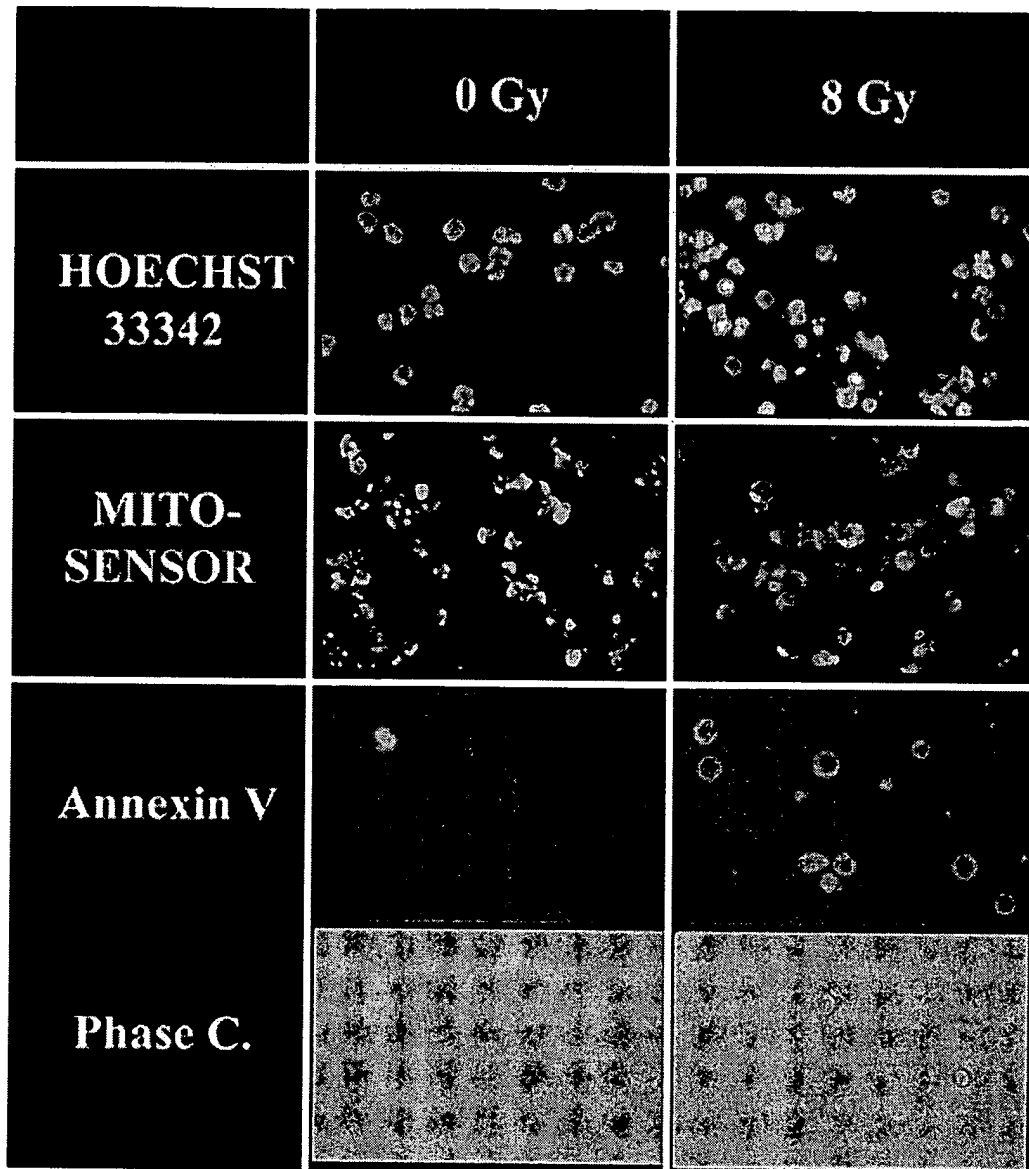 0 Gy
8 Gy
HOECHST
33342
MITO-
SENSOR
Annexin V
Phase C.